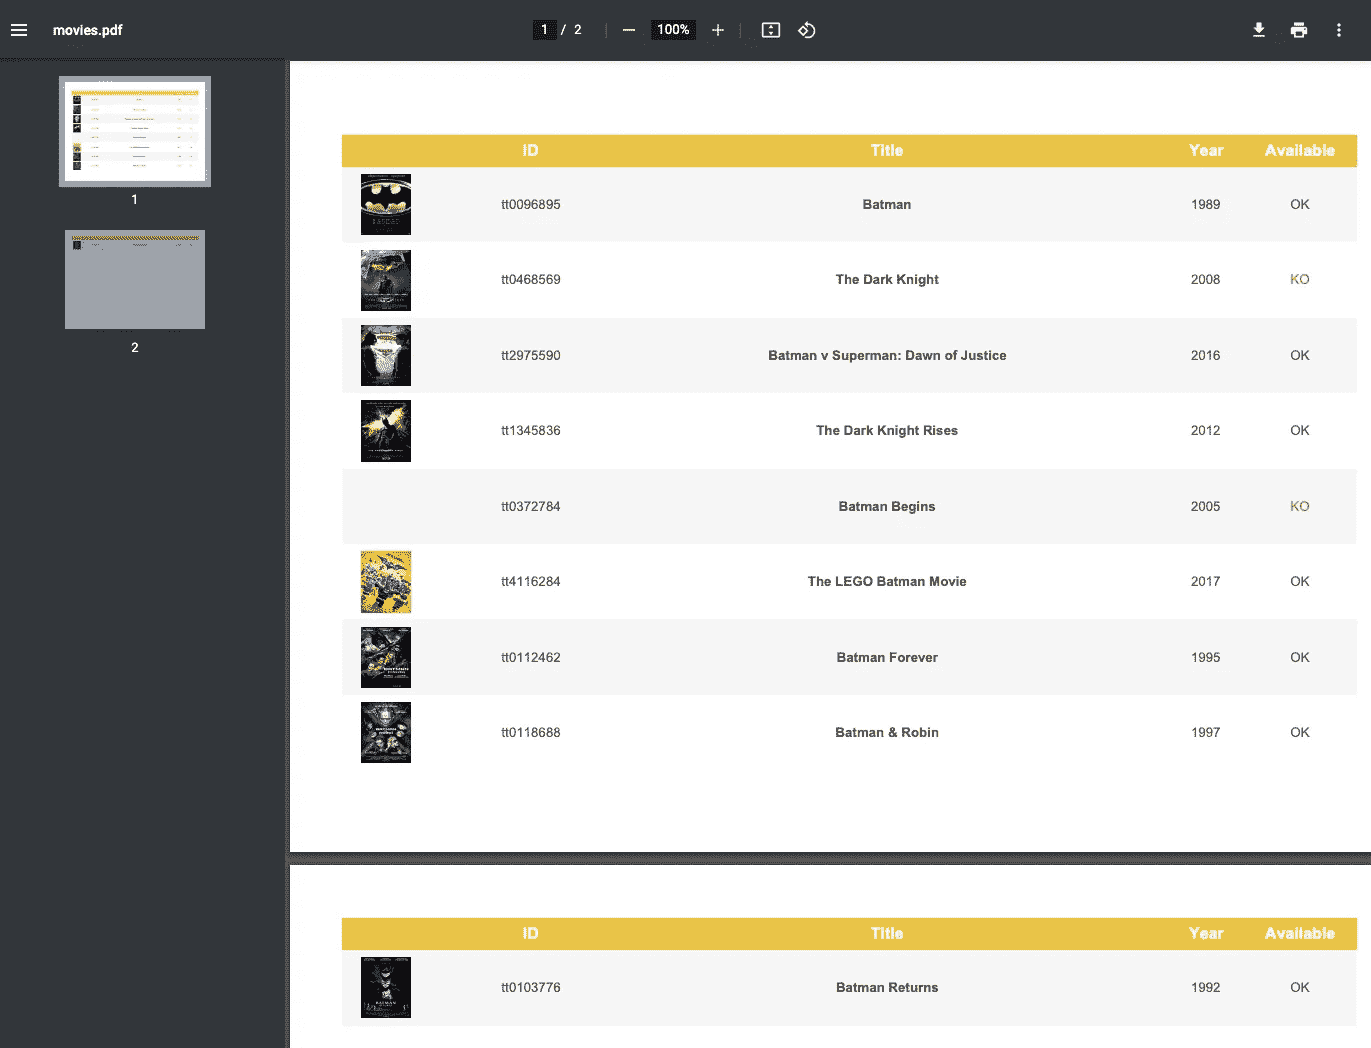 movies.pdf
1 / 2
100%
1
2
ID Title Year Available
tt0096895 Batman 1989 OK
tt0468569 The Dark Knight 2008 KO
tt2975590 Batman v Superman: Dawn of Justice 2016 OK
tt1345836 The Dark Knight Rises 2012 OK
tt0372784 Batman Begins 2005 KO
tt4116284 The LEGO Batman Movie 2017 OK
tt0112462 Batman Forever 1995 OK
tt0118688 Batman & Robin 1997 OK
ID Title Year Available
tt0103776 Batman Returns 1992 OK